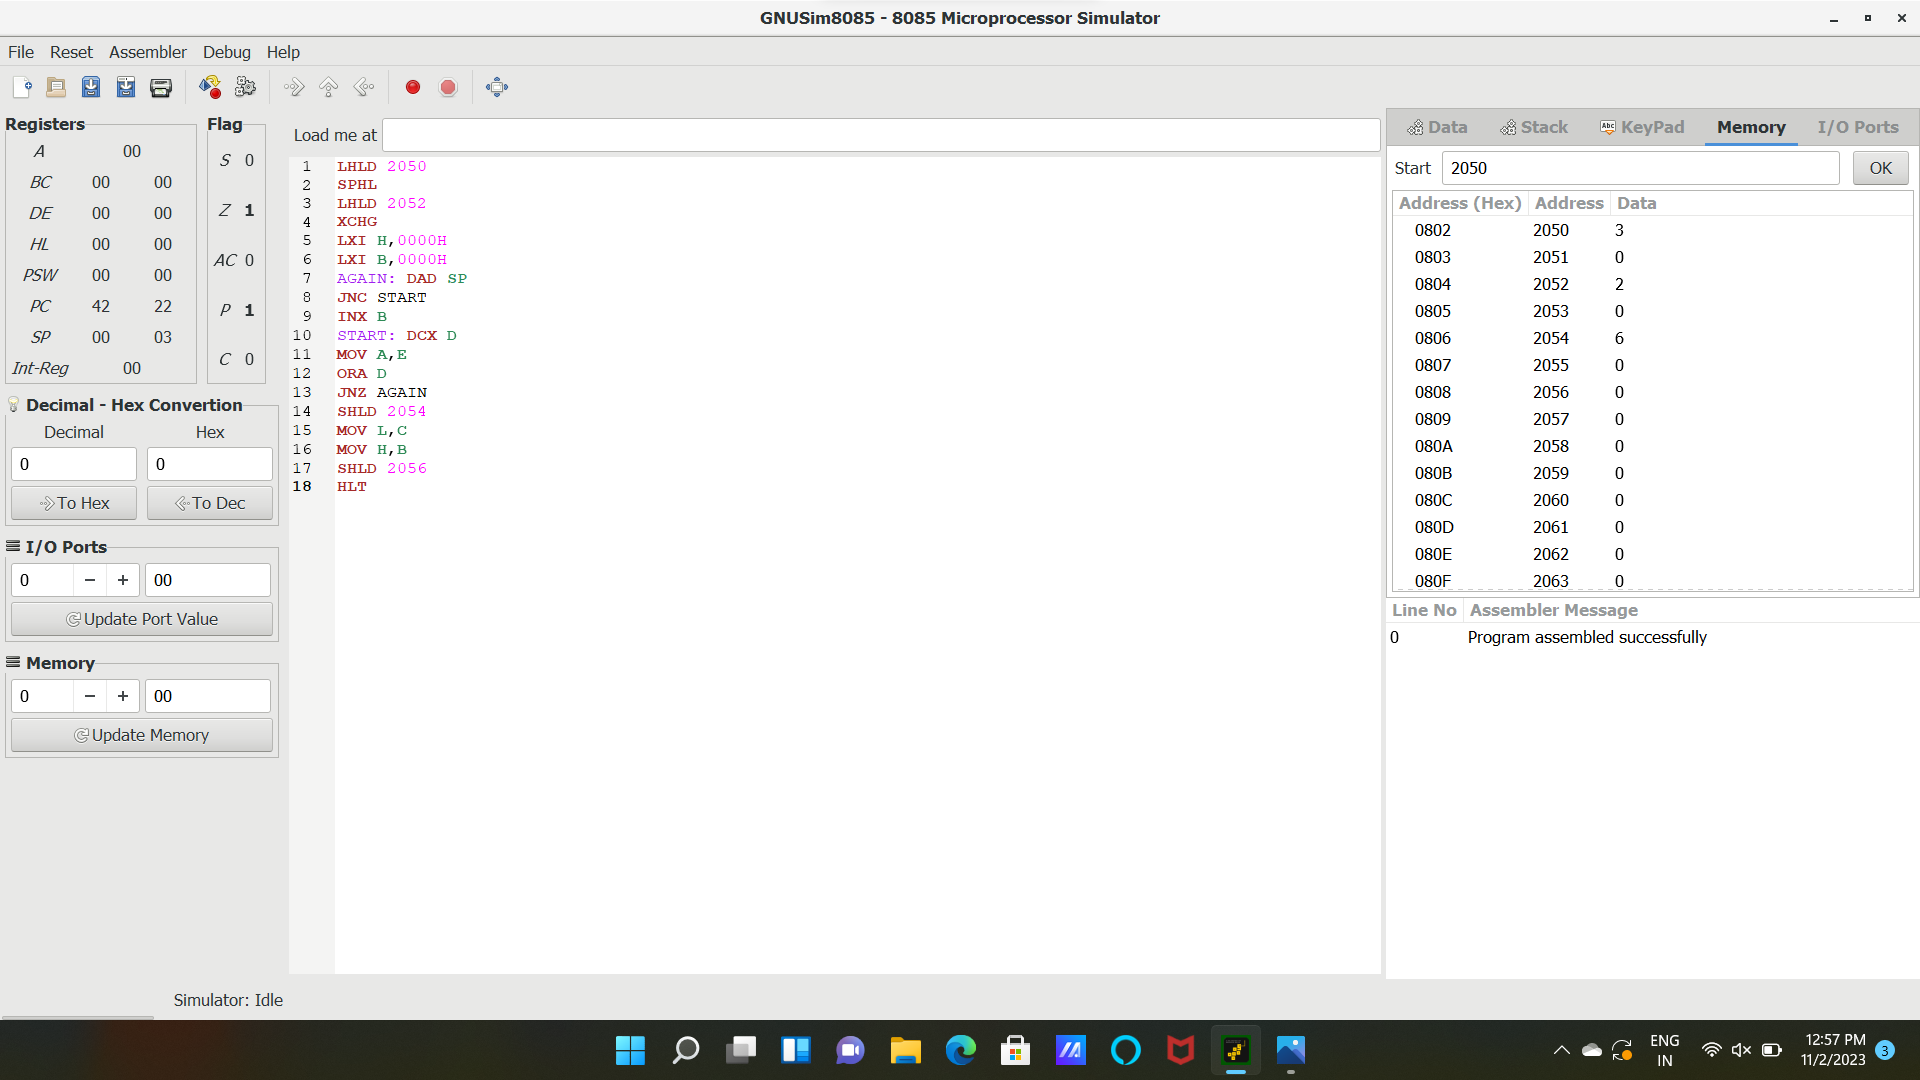 GNUSim8085 - 8085 Microprocessor Simulator
File Reset Assembler Debug Help
Registers
A 00
BC 00 00
DE 00 00
HL 00 00
PSW 00 00
PC 42 22
SP 00 03
Int-Reg 00
Flag
S 0
Z 1
AC 0
P 1
C 0
Decimal - Hex Convertion
Decimal Hex
0 0
To Hex To Dec
I/O Ports
0 − + 00
Update Port Value
Memory
0 − + 00
Update Memory
Load me at
1 LHLD 2050
2 SPHL
3 LHLD 2052
4 XCHG
5 LXI H,0000H
6 LXI B,0000H
7 AGAIN: DAD SP
8 JNC START
9 INX B
10 START: DCX D
11 MOV A,E
12 ORA D
13 JNZ AGAIN
14 SHLD 2054
15 MOV L,C
16 MOV H,B
17 SHLD 2056
18 HLT
Data Stack Abc KeyPad Memory I/O Ports
Start 2050 OK
Address (Hex) Address Data
0802 2050 3
0803 2051 0
0804 2052 2
0805 2053 0
0806 2054 6
0807 2055 0
0808 2056 0
0809 2057 0
080A 2058 0
080B 2059 0
080C 2060 0
080D 2061 0
080E 2062 0
080F 2063 0
Line No Assembler Message
0 Program assembled successfully
Simulator: Idle
ENG
IN
12:57 PM
11/2/2023
3